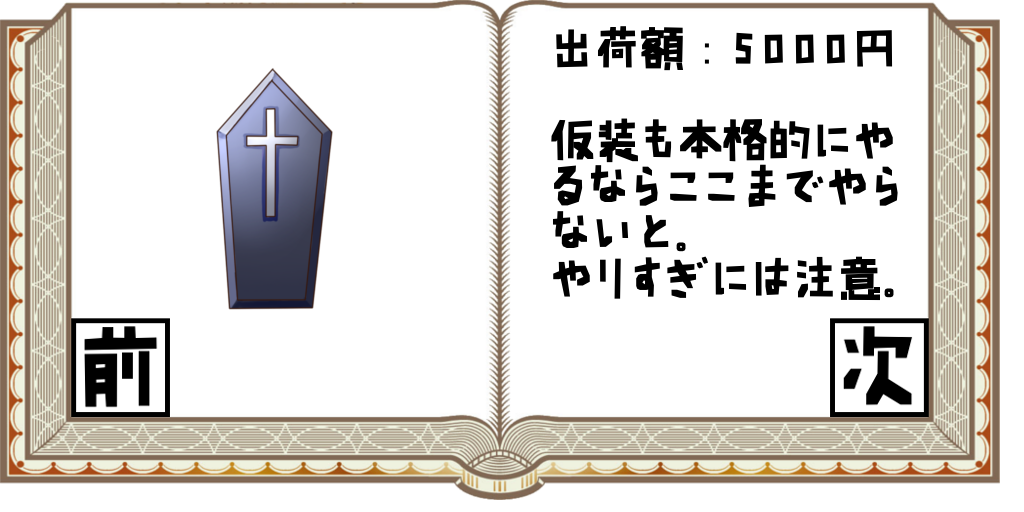 出荷額：５０００円
仮装も本格的にや
るならここまでやら
ないと。
やりすぎには注意。
前
次